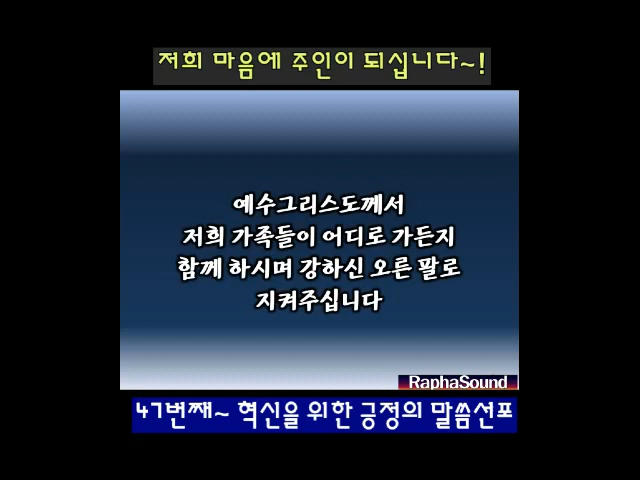 저희 마음에 주인이 되십니다~!
예수그리스도께서
저희 가족들이 어디로 가든지
함께 하시며 강하신 오른 팔로
지켜주십니다
RaphaSound
47번째~ 혁신을 위한 긍정의 말씀선포